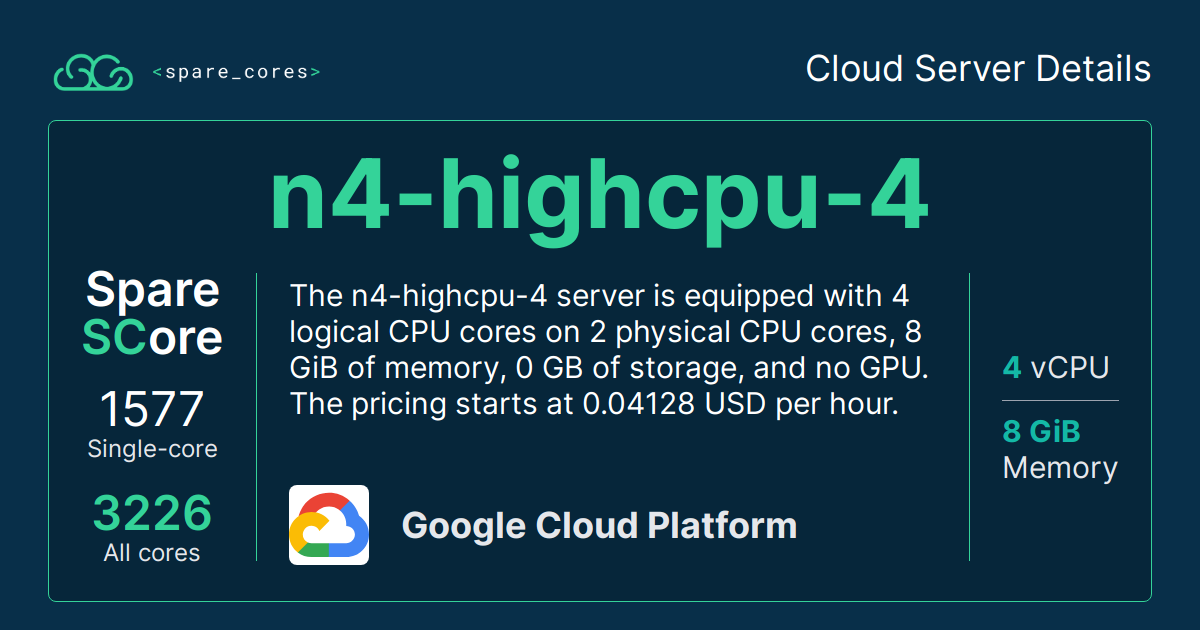 <spare_cores>
Cloud Server Details
n4-highcpu-4
Spare
SCore
1577
Single-core
3226
All cores
The n4-highcpu-4 server is equipped with 4
logical CPU cores on 2 physical CPU cores, 8
GiB of memory, 0 GB of storage, and no GPU.
The pricing starts at 0.04128 USD per hour.
Google Cloud Platform
4 vCPU
8 GiB
Memory